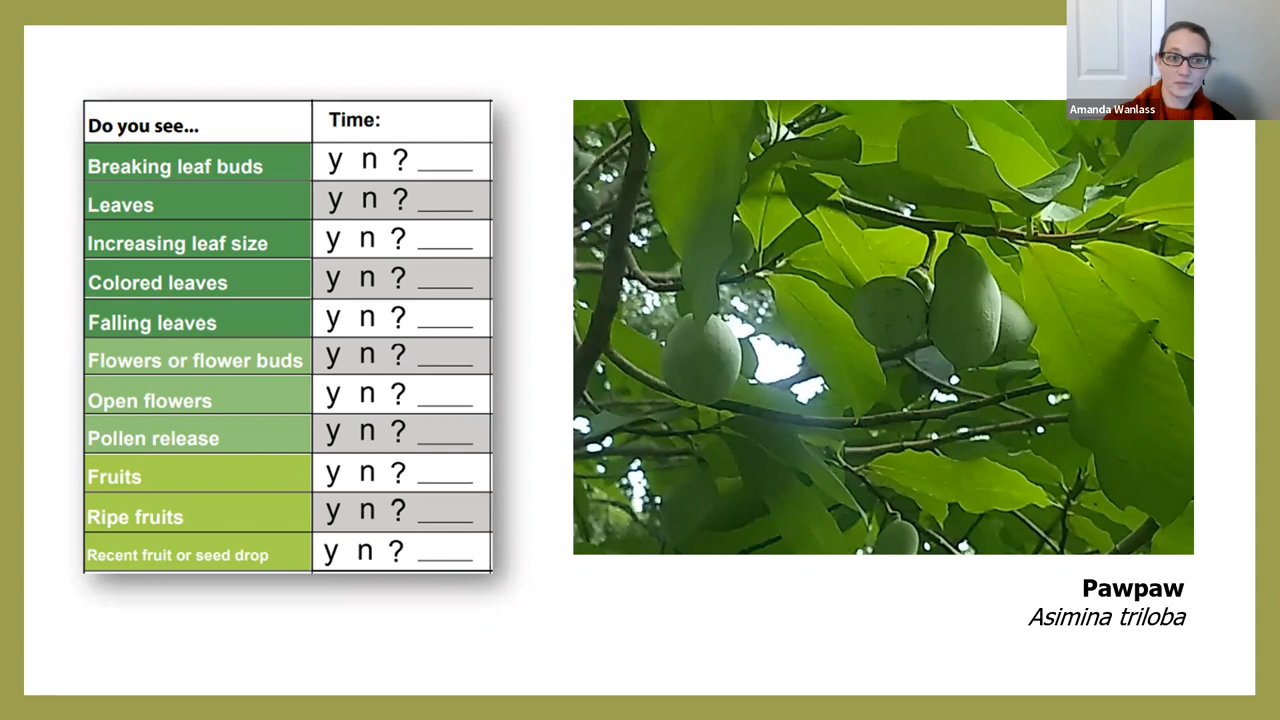 Amanda Wanlass
Do you see... Time:
Breaking leaf buds y n ? ____
Leaves y n ? ____
Increasing leaf size y n ? ____
Colored leaves y n ? ____
Falling leaves y n ? ____
Flowers or flower buds y n ? ____
Open flowers y n ? ____
Pollen release y n ? ____
Fruits y n ? ____
Ripe fruits y n ? ____
Recent fruit or seed drop y n ? ____
Pawpaw
Asimina triloba